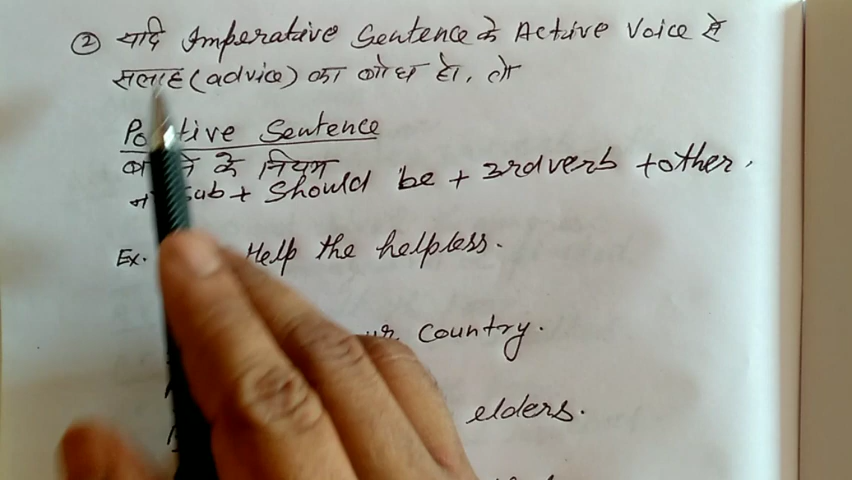 ② यदि Imperative Sentence के Active Voice से
सलाह (advice) का बोध हो, तो
Positive Sentence
के नियम
Sub + Should be + 3rd verb + other.
Ex. Help the helpless.
country.
elders.